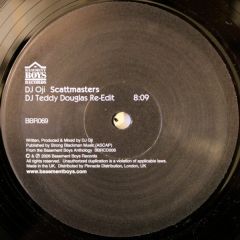 BASEMENT
BOYS
RECORDS
DJ Oji Scattmasters
DJ Teddy Douglas Re-Edit 8:09
BBR069
Written, Produced & Mixed by DJ Oji
Published by Strong Blackman Music (ASCAP)
From the Basement Boys Anthology BBRCD006
© & ℗ 2005 Basement Boys Records
All rights reserved. Unauthorized duplication is a violation of applicable laws.
Made in the UK. Distributed by Pinnacle Distribution, London, UK
www.basementboys.com